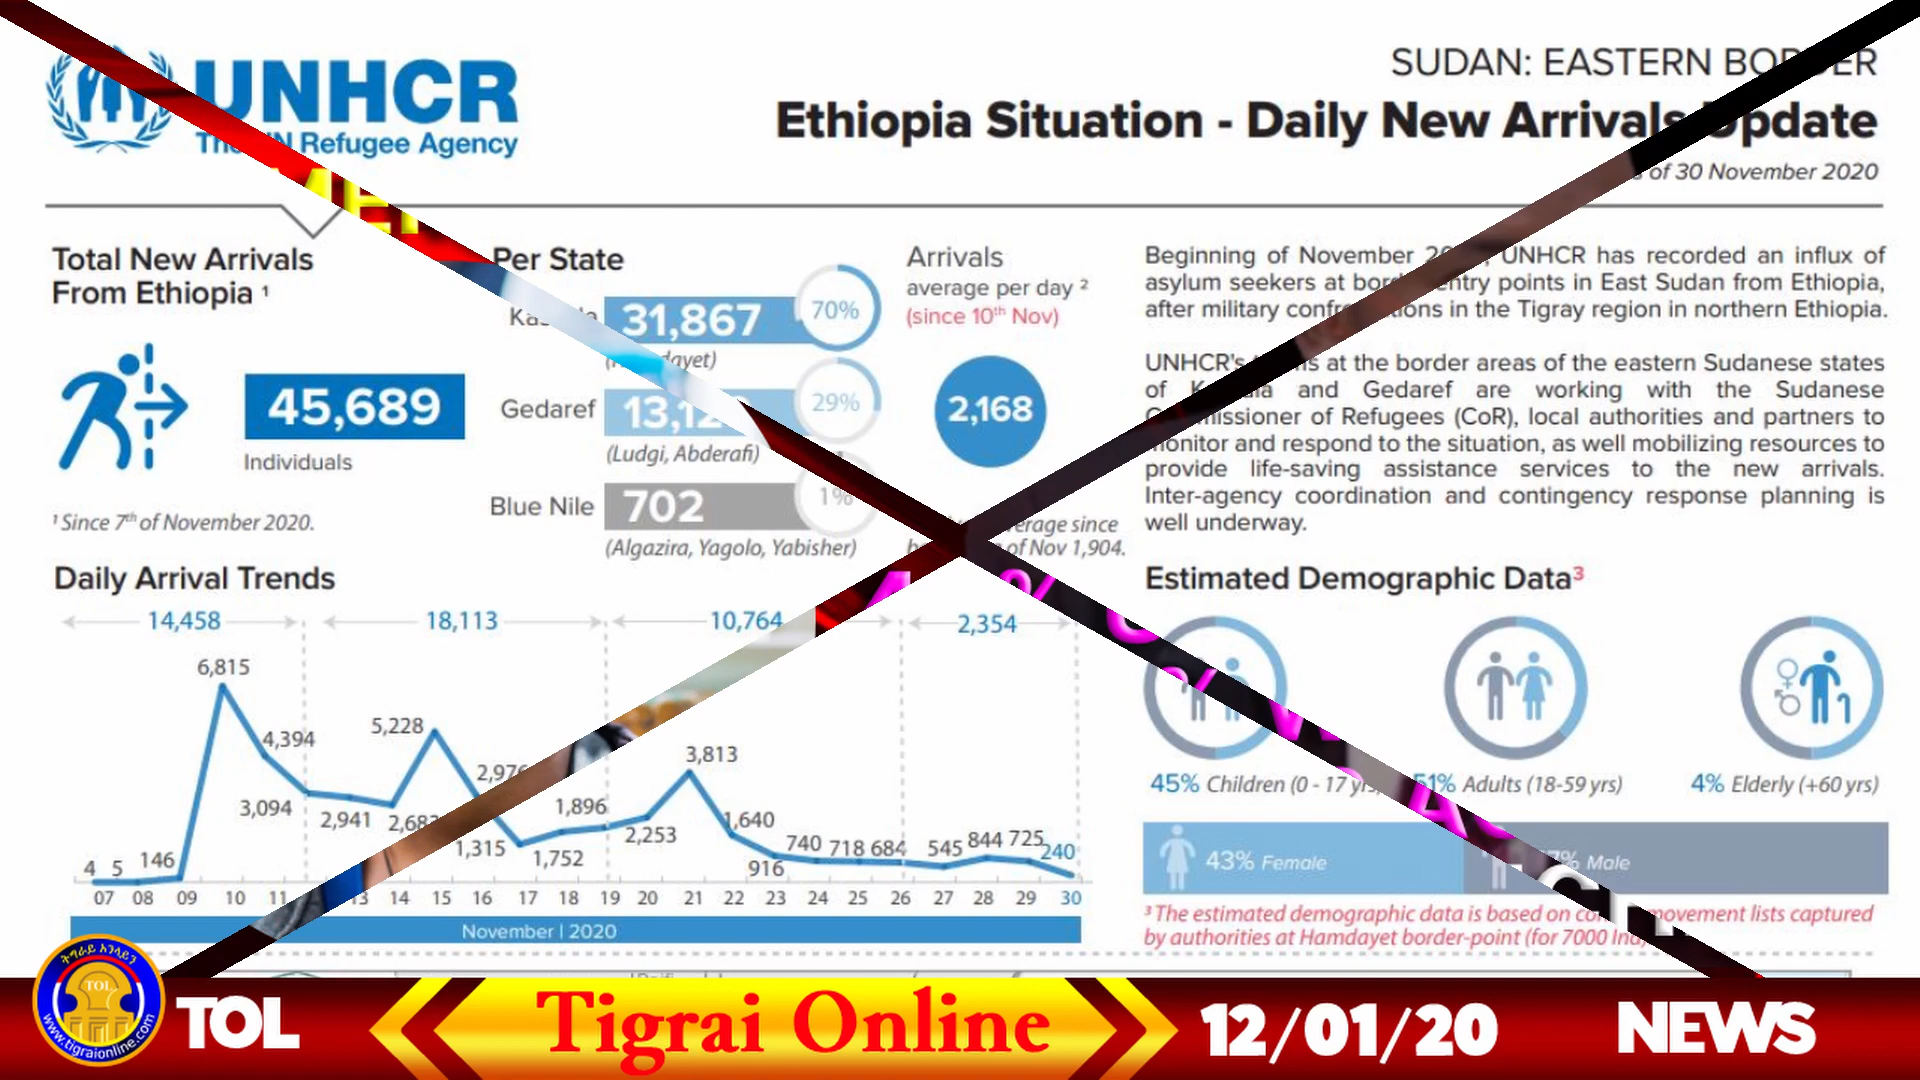 UNHCR
Refugee Agency
SUDAN: EASTERN
Ethiopia Situation - Daily New Arrivals Update
of 30 November 2020
Total New Arrivals
From Ethiopia ¹
45,689
Individuals
¹ Since 7th of November 2020.
Per State
31,867
70%
Gedaref
29%
(Ludgi, Abderafi)
Blue Nile
702
1%
(Algazira, Yagolo, Yabisher)
Arrivals
average per day ²
(since 10th Nov)
2,168
since
of Nov 1,904.
Beginning of November UNHCR has recorded an influx of
asylum seekers at points in East Sudan from Ethiopia,
after military in the Tigray region in northern Ethiopia.
UNHCR's at the border areas of the eastern Sudanese states
of and Gedaref are working with the Sudanese
of Refugees (CoR), local authorities and partners to
monitor and respond to the situation, as well mobilizing resources to
provide life-saving assistance services to the new arrivals.
Inter-agency coordination and contingency response planning is
well underway.
Daily Arrival Trends
14,458 18,113 10,764 2,354
4 5 146 6,815 4,394 3,094 2,941 5,228 1,315 1,752 1,896 2,253 3,813 1,640 916 740 718 684 545 844 725 240
07 08 09 10 11 13 14 15 16 17 18 19 20 21 22 23 24 25 26 27 28 29 30
November | 2020
Estimated Demographic Data³
45% Children (0 - 17 51% Adults (18-59 yrs) 4% Elderly (+60 yrs)
43% Female Male
³ The estimated demographic data is based on movement lists captured
by authorities at Hamdayet border-point (for 7000
ትግራይ ኦንላይን
TOL
www.tigraionline.com
TOL
Tigrai Online
12/01/20
NEWS